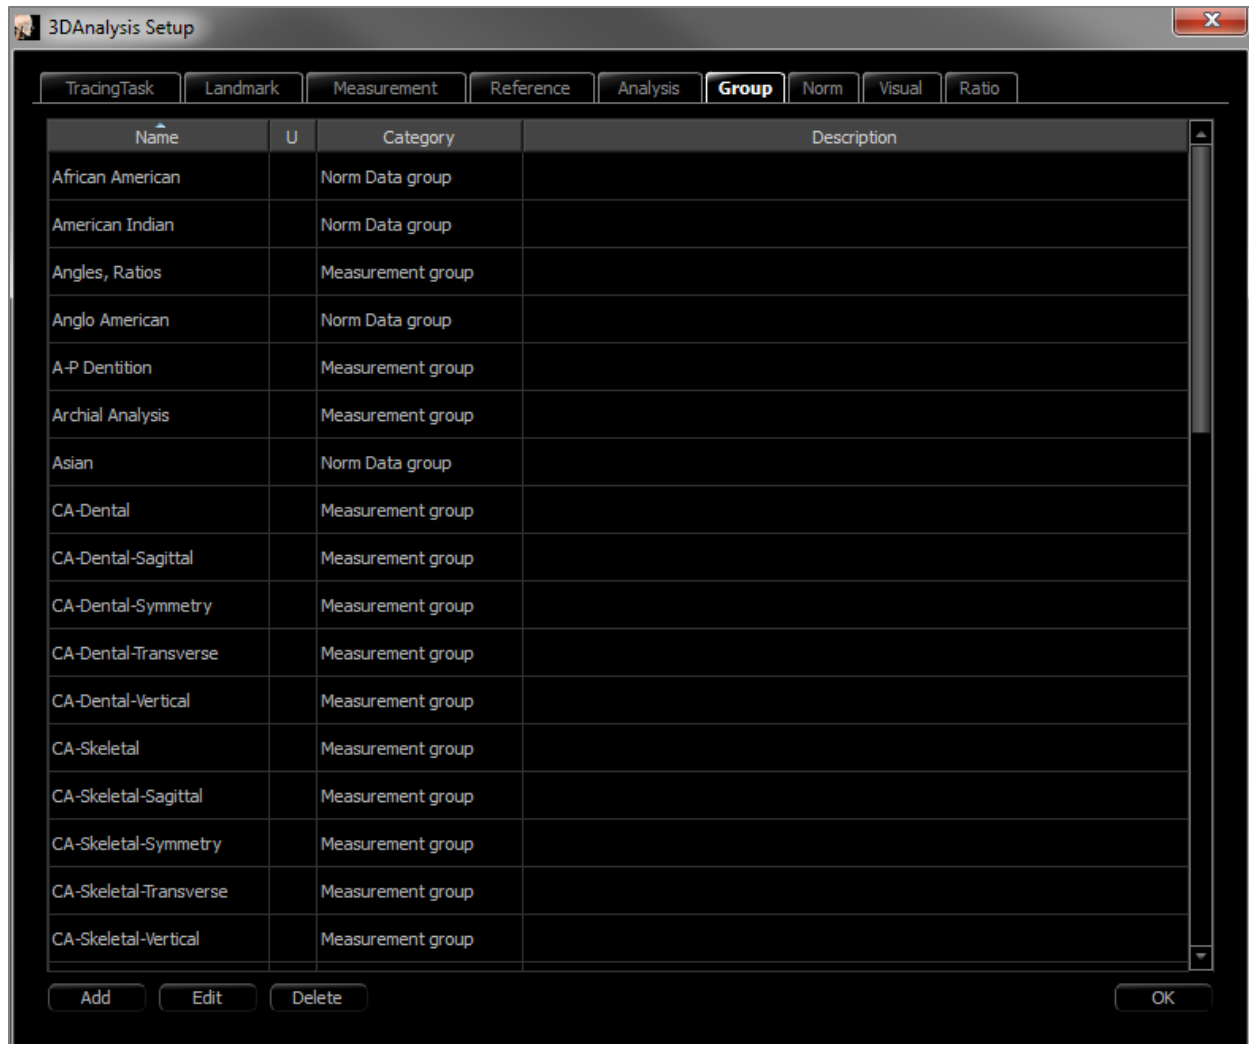 3DAnalysis Setup
TracingTask Landmark Measurement Reference Analysis Group Norm Visual Ratio
Name U Category Description
African American Norm Data group
American Indian Norm Data group
Angles, Ratios Measurement group
Anglo American Norm Data group
A-P Dentition Measurement group
Archial Analysis Measurement group
Asian Norm Data group
CA-Dental Measurement group
CA-Dental-Sagittal Measurement group
CA-Dental-Symmetry Measurement group
CA-Dental-Transverse Measurement group
CA-Dental-Vertical Measurement group
CA-Skeletal Measurement group
CA-Skeletal-Sagittal Measurement group
CA-Skeletal-Symmetry Measurement group
CA-Skeletal-Transverse Measurement group
CA-Skeletal-Vertical Measurement group
Add Edit Delete OK